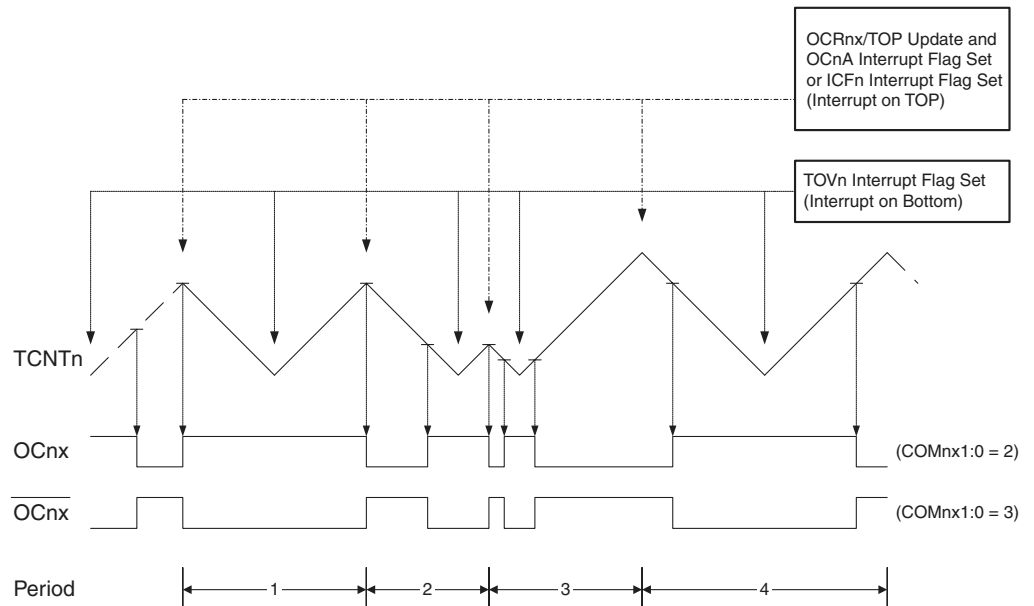 OCRnx/TOP Update and
OCnA Interrupt Flag Set
or ICFn Interrupt Flag Set
(Interrupt on TOP)
TOVn Interrupt Flag Set
(Interrupt on Bottom)
TCNTn
OCnx
(COMnx1:0 = 2)
OCnx
(COMnx1:0 = 3)
Period
1
2
3
4